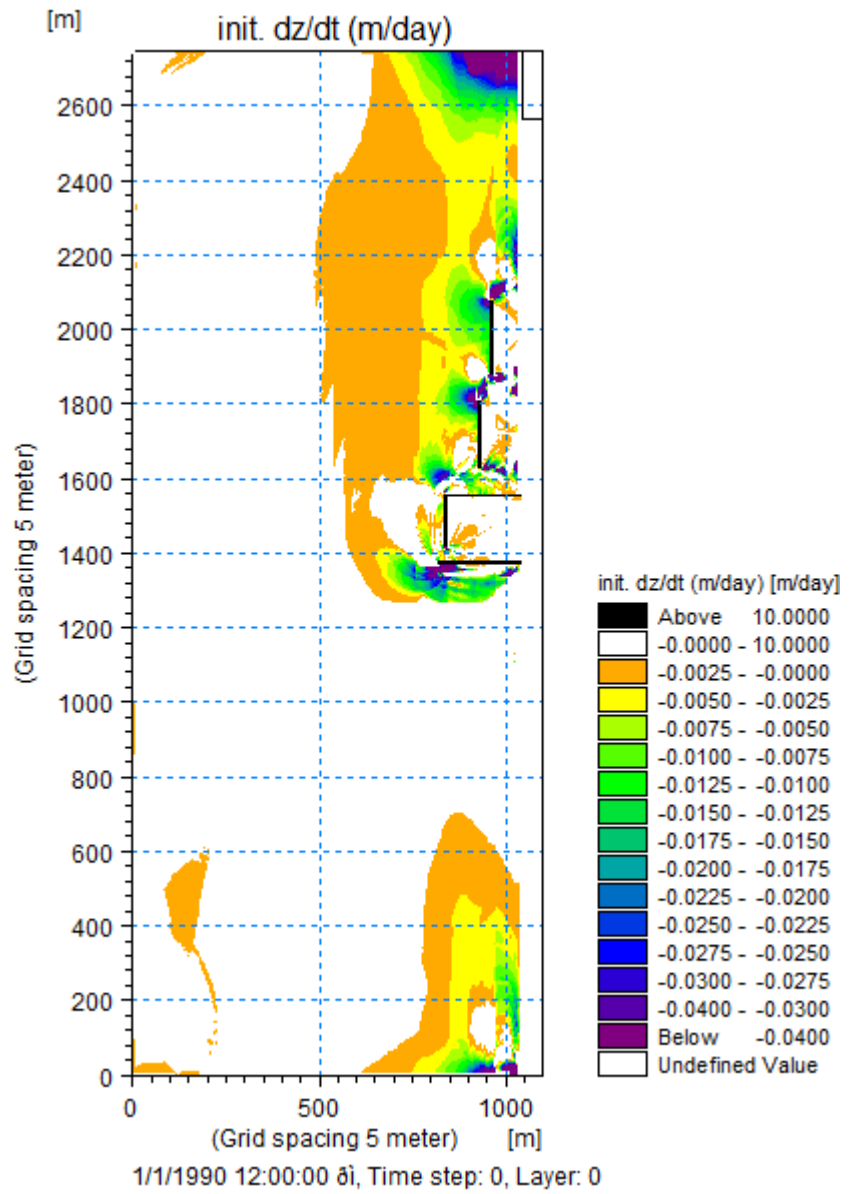 [m]
init. dz/dt (m/day)
2600
2400
2200
2000
1800
1600
1400
1200
1000
800
600
400
200
0
(Grid spacing 5 meter)
0 500 1000
(Grid spacing 5 meter) [m]
1/1/1990 12:00:00 δì, Time step: 0, Layer: 0
init. dz/dt (m/day) [m/day]
Above 10.0000
-0.0000 - 10.0000
-0.0025 - -0.0000
-0.0050 - -0.0025
-0.0075 - -0.0050
-0.0100 - -0.0075
-0.0125 - -0.0100
-0.0150 - -0.0125
-0.0175 - -0.0150
-0.0200 - -0.0175
-0.0225 - -0.0200
-0.0250 - -0.0225
-0.0275 - -0.0250
-0.0300 - -0.0275
-0.0400 - -0.0300
Below -0.0400
Undefined Value